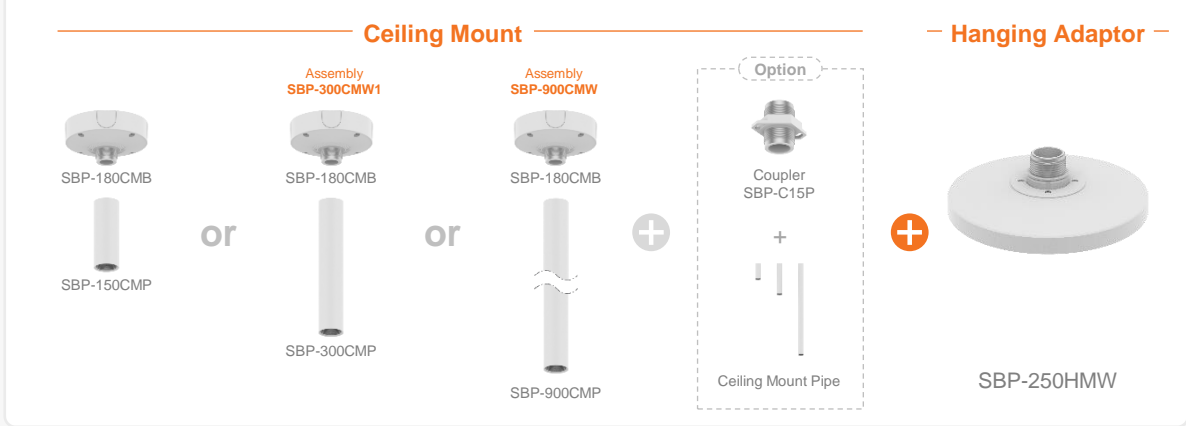 Ceiling Mount
Hanging Adaptor
Assembly
SBP-300CMW1
Assembly
SBP-900CMW
Option
SBP-180CMB
SBP-180CMB
SBP-180CMB
Coupler
SBP-C15P
or
or
+
SBP-150CMP
SBP-300CMP
SBP-900CMP
Ceiling Mount Pipe
SBP-250HMW